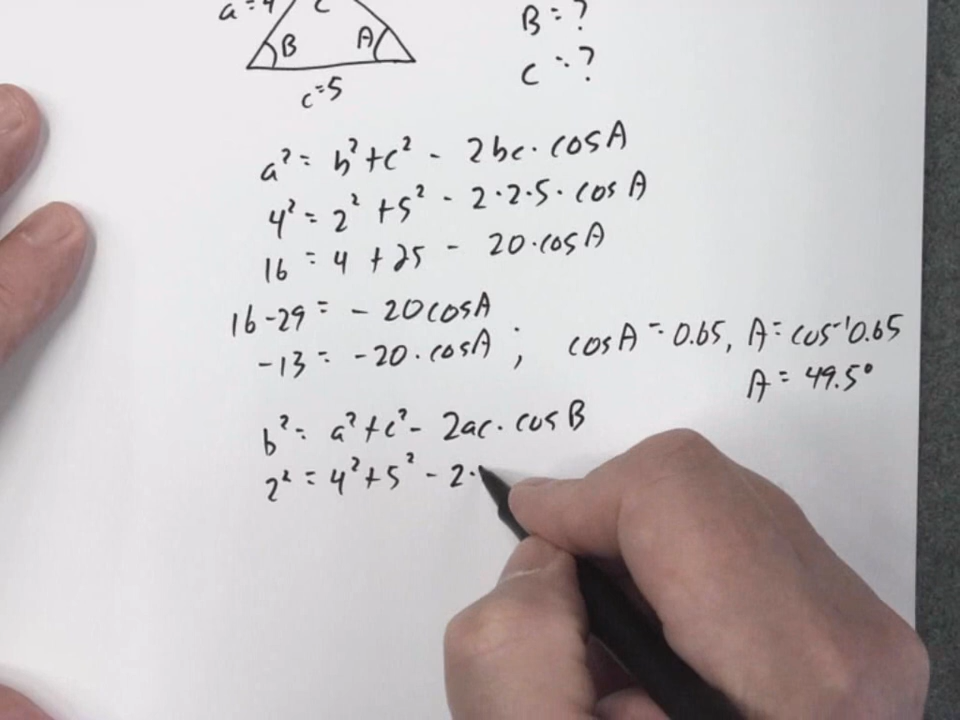 a=4
C
B = ?
B
A
C = ?
c=5
a² = b² + c² - 2bc · cosA
4² = 2² + 5² - 2·2·5 · cosA
16 = 4 + 25 - 20·cosA
16-29 = -20cosA
-13 = -20·cosA ; cosA = 0.65, A = cos⁻¹0.65
A = 49.5°
b² = a² + c² - 2ac · cosB
2² = 4² + 5² - 2·